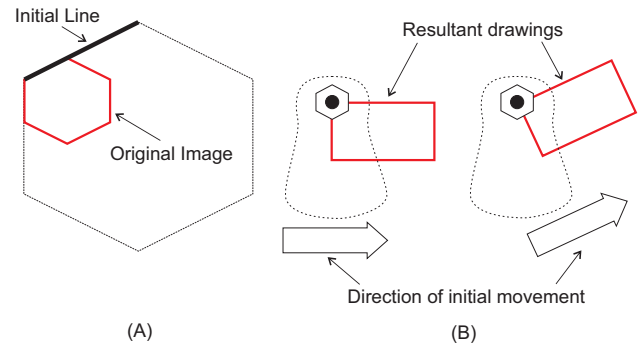 Initial Line
Original Image
(A)
Resultant drawings
Direction of initial movement
(B)